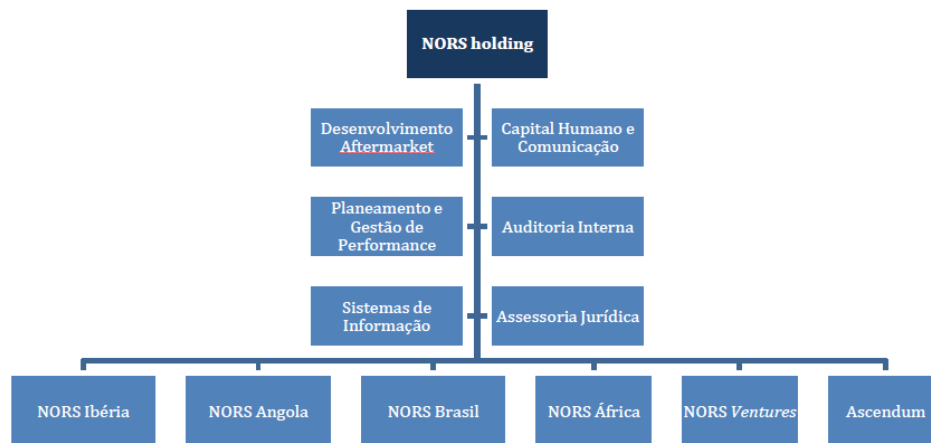 NORS holding
Desenvolvimento
Aftermarket
Capital Humano e
Comunicação
Planeamento e
Gestão de
Performance
Auditoria Interna
Sistemas de
Informação
Assessoria Jurídica
NORS Ibéria
NORS Angola
NORS Brasil
NORS África
NORS Ventures
Ascendum